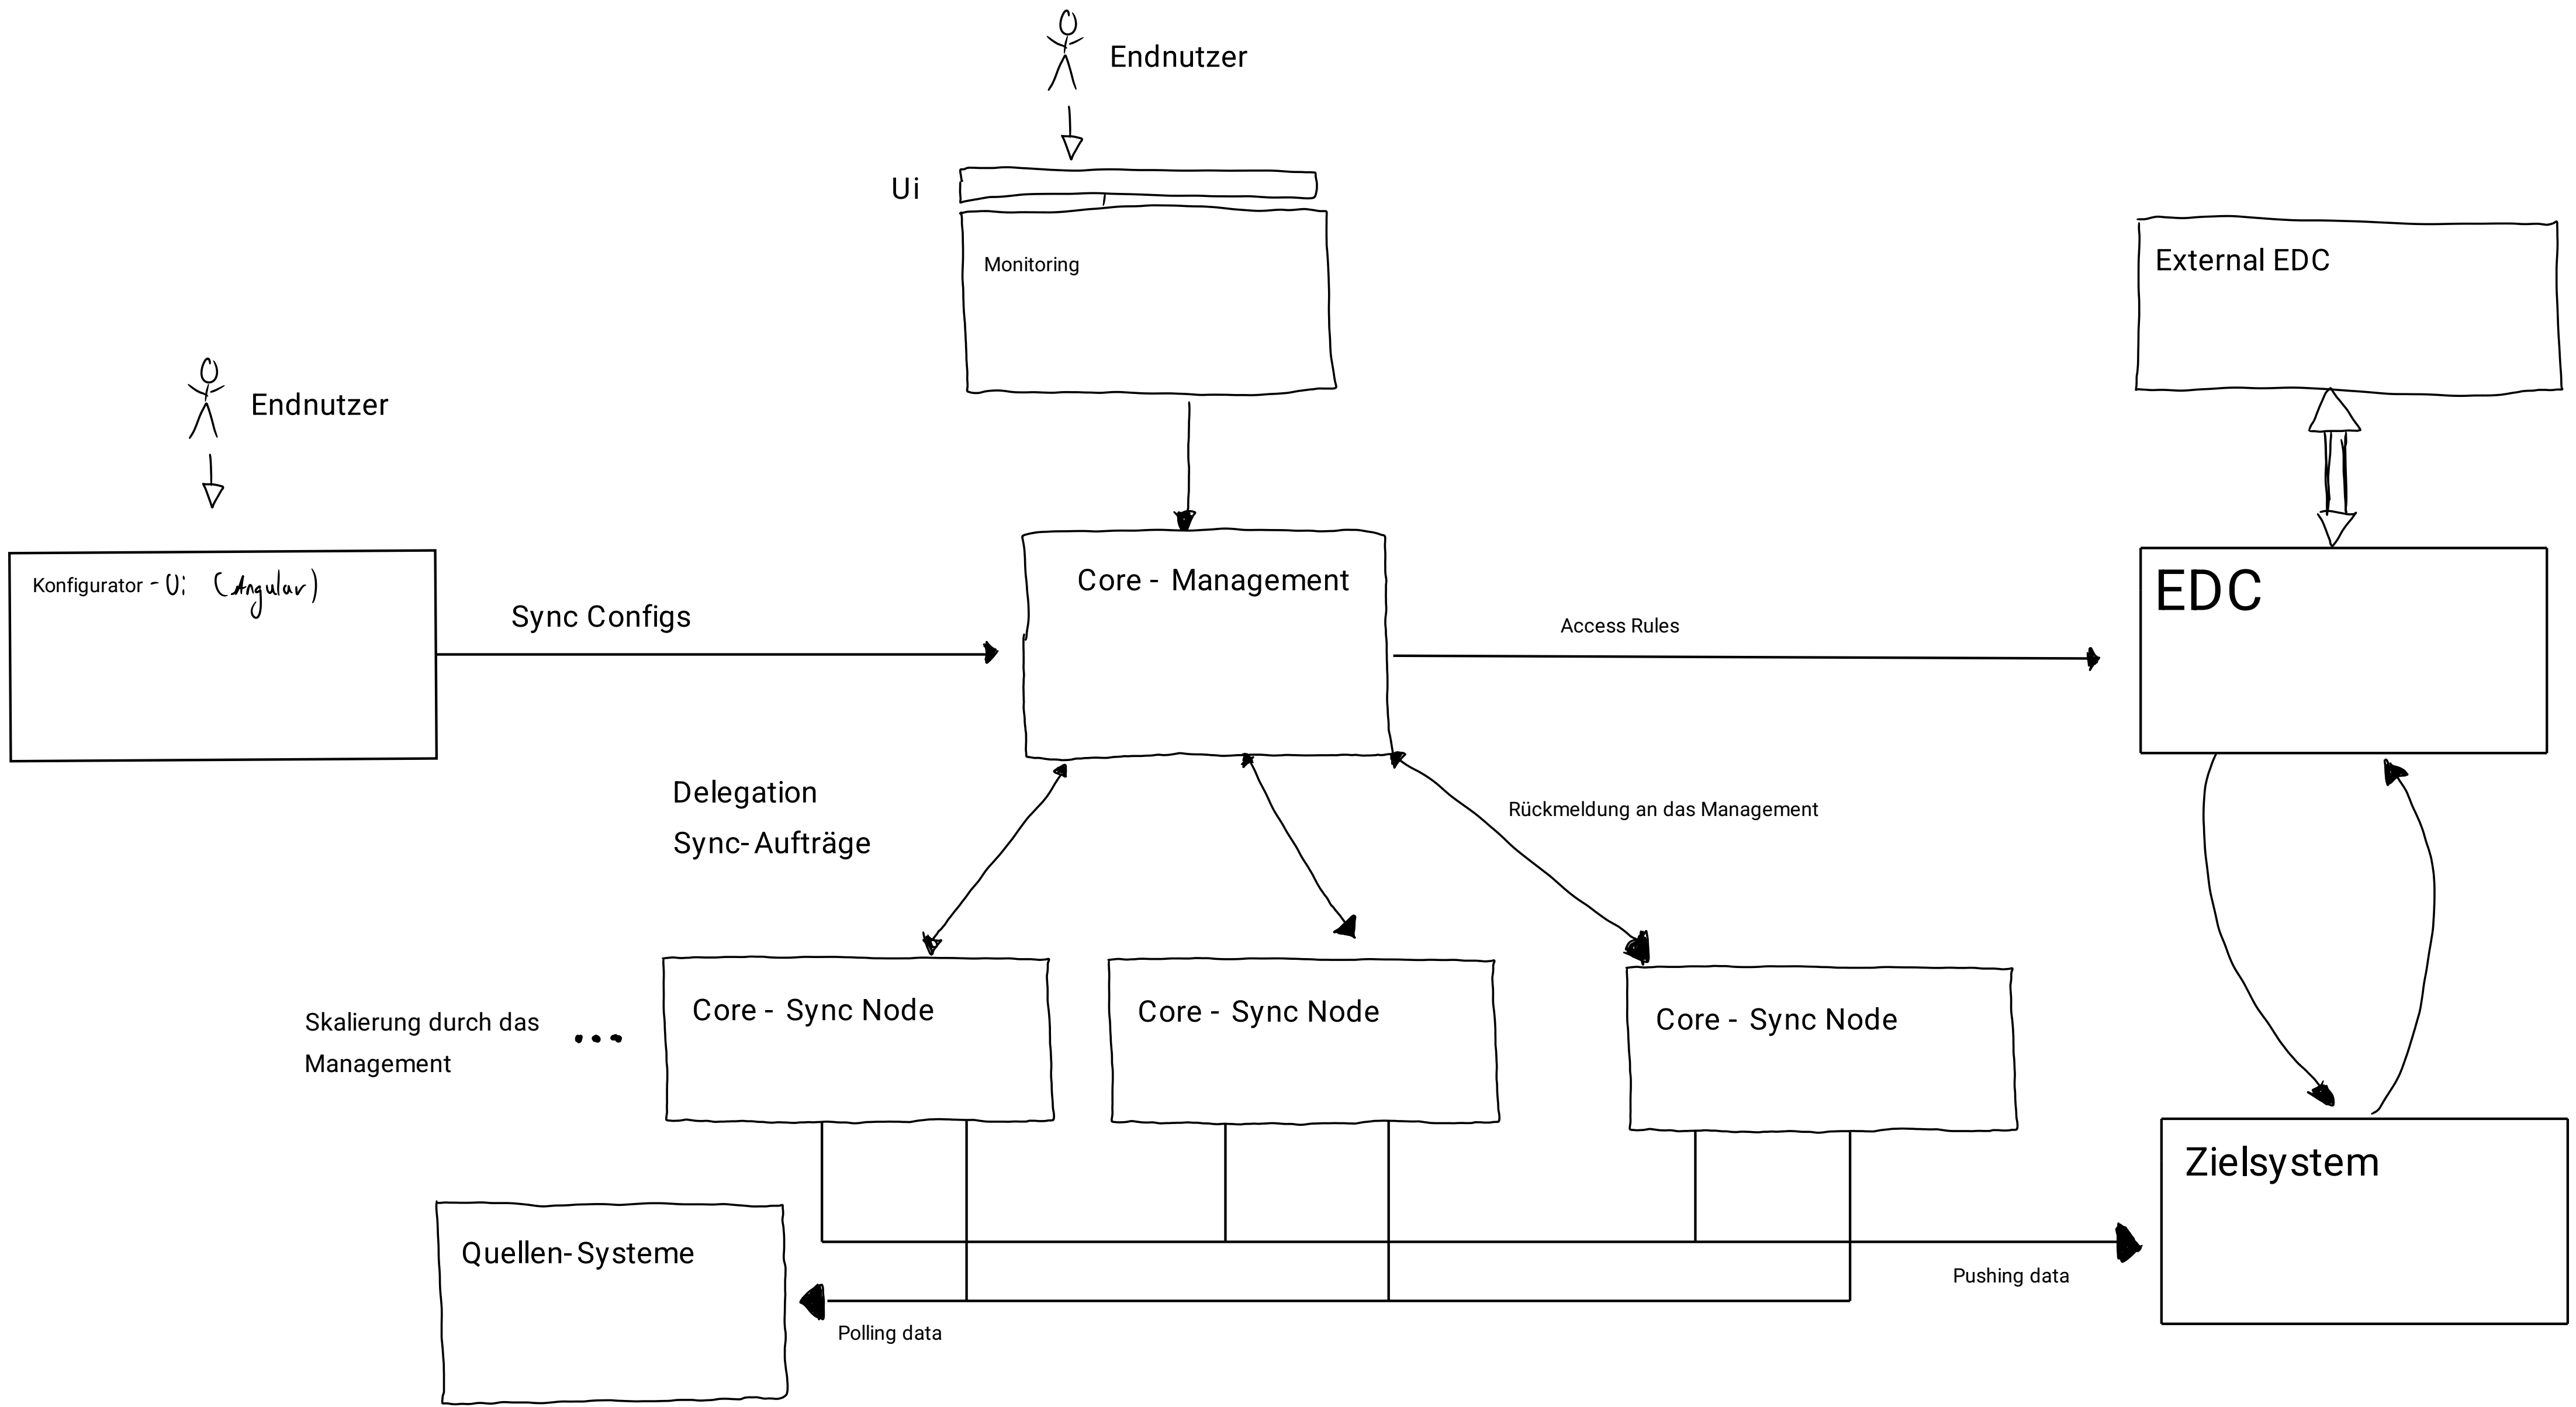 Endnutzer
Ui
Monitoring
External EDC
Endnutzer
Konfigurator - Ui (Angular)
Sync Configs
Core - Management
Access Rules
EDC
Delegation
Sync-Aufträge
Rückmeldung an das Management
Skalierung durch das
Management
Core - Sync Node
Core - Sync Node
Core - Sync Node
Zielsystem
Quellen-Systeme
Pushing data
Polling data